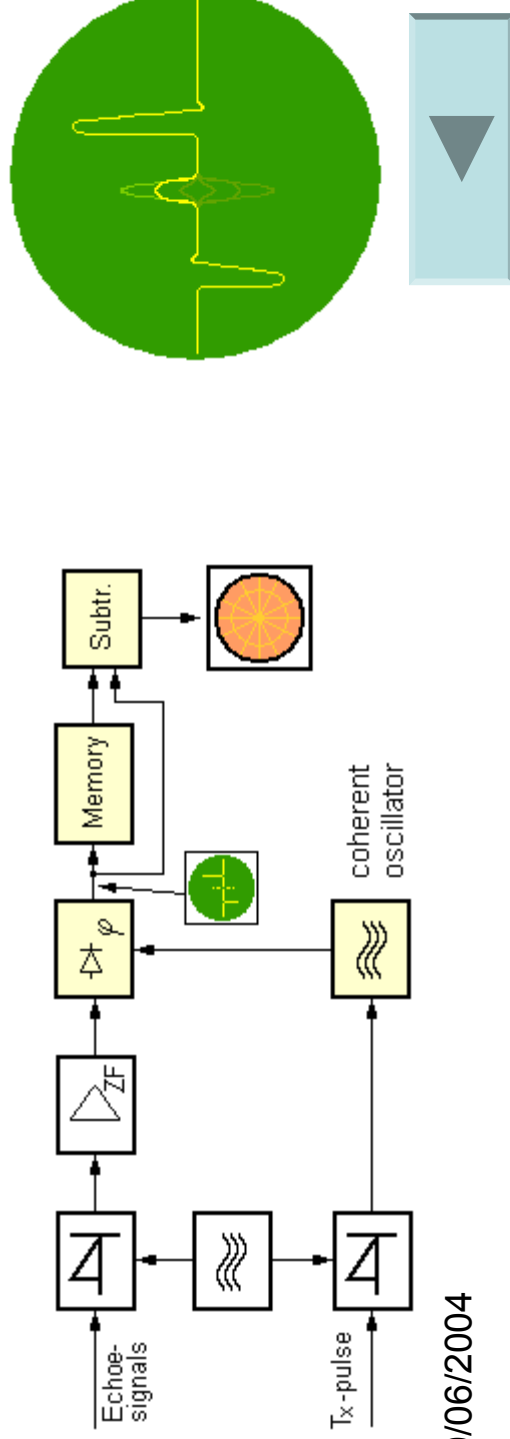 Echoe-
signals
ZF
φ
Memory
Subtr.
coherent
oscillator
Tx-pulse
/06/2004